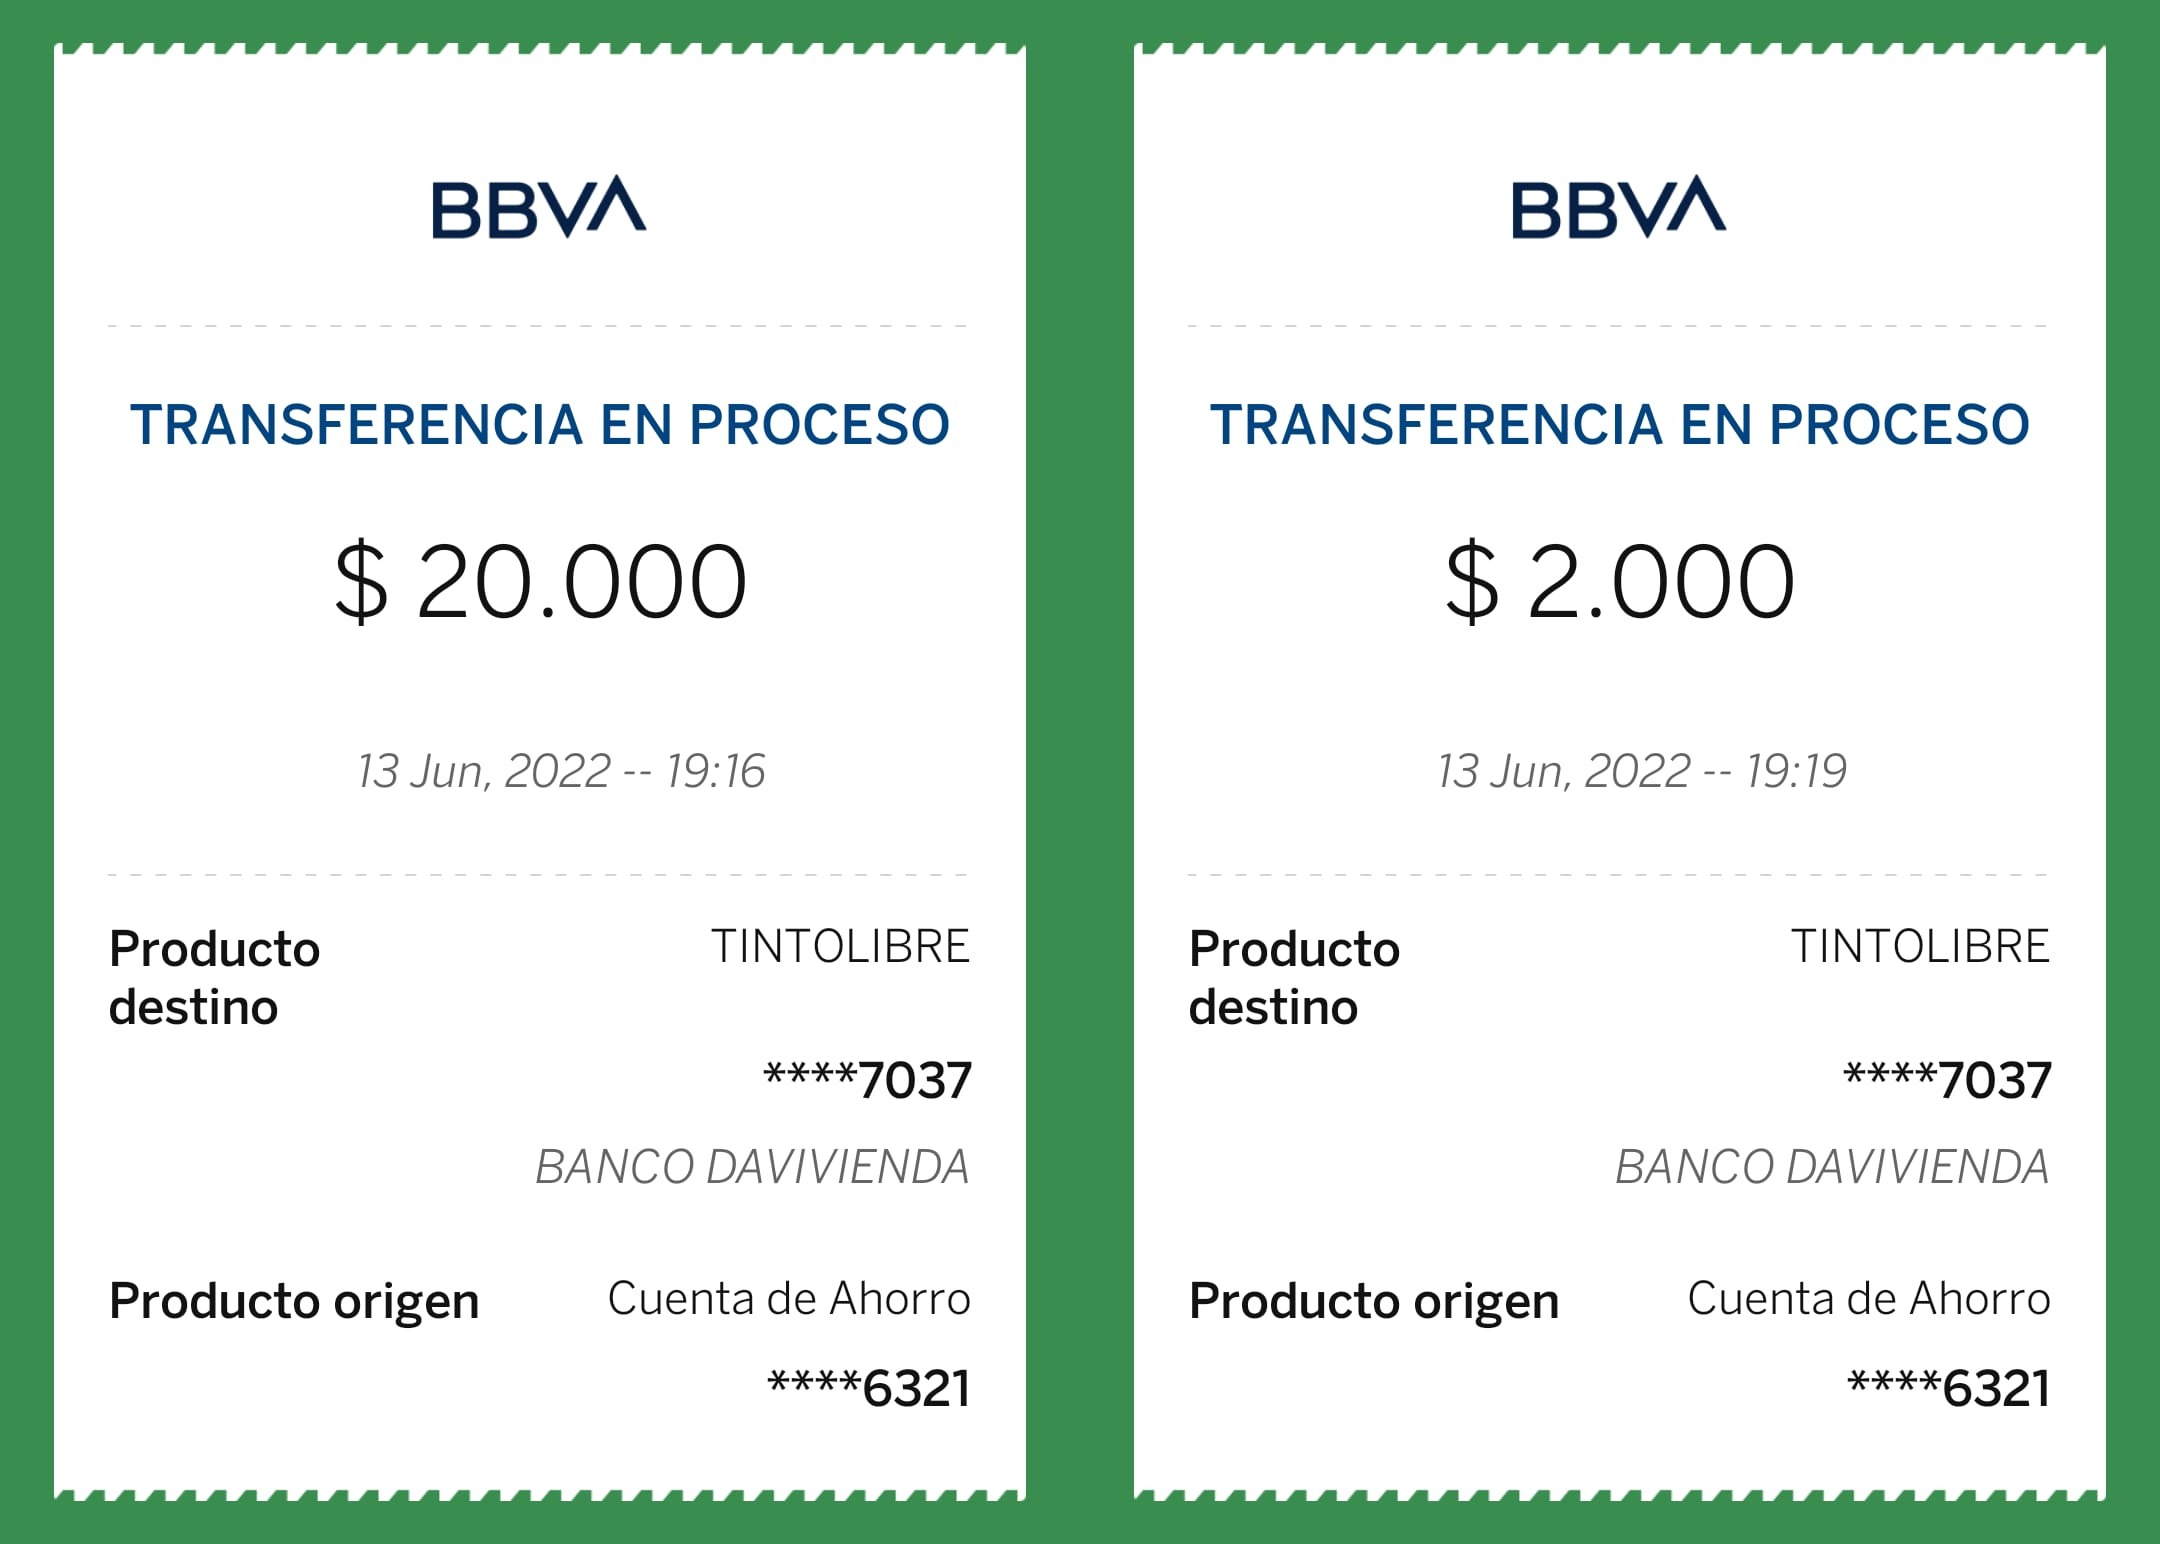 BBVA
TRANSFERENCIA EN PROCESO
$ 20.000
13 Jun, 2022 -- 19:16
Producto destino
TINTOLIBRE
****7037
BANCO DAVIVIENDA
Producto origen
Cuenta de Ahorro
****6321
BBVA
TRANSFERENCIA EN PROCESO
$ 2.000
13 Jun, 2022 -- 19:19
Producto destino
TINTOLIBRE
****7037
BANCO DAVIVIENDA
Producto origen
Cuenta de Ahorro
****6321